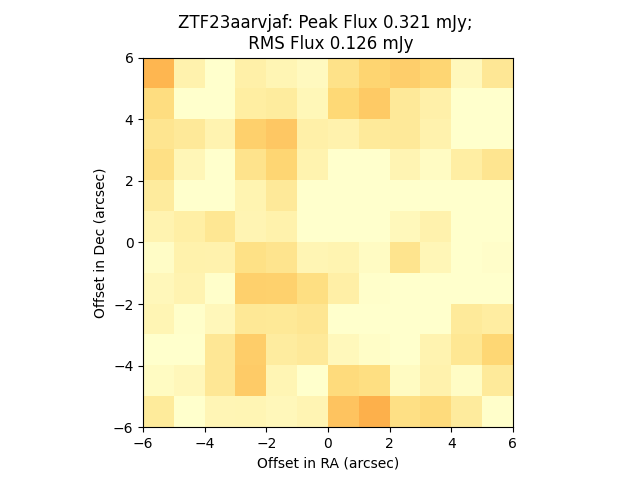 ZTF23aarvjaf: Peak Flux 0.321 mJy;
RMS Flux 0.126 mJy
6
4
2
0
−2
−4
−6
Offset in Dec (arcsec)
−6 −4 −2 0 2 4 6
Offset in RA (arcsec)